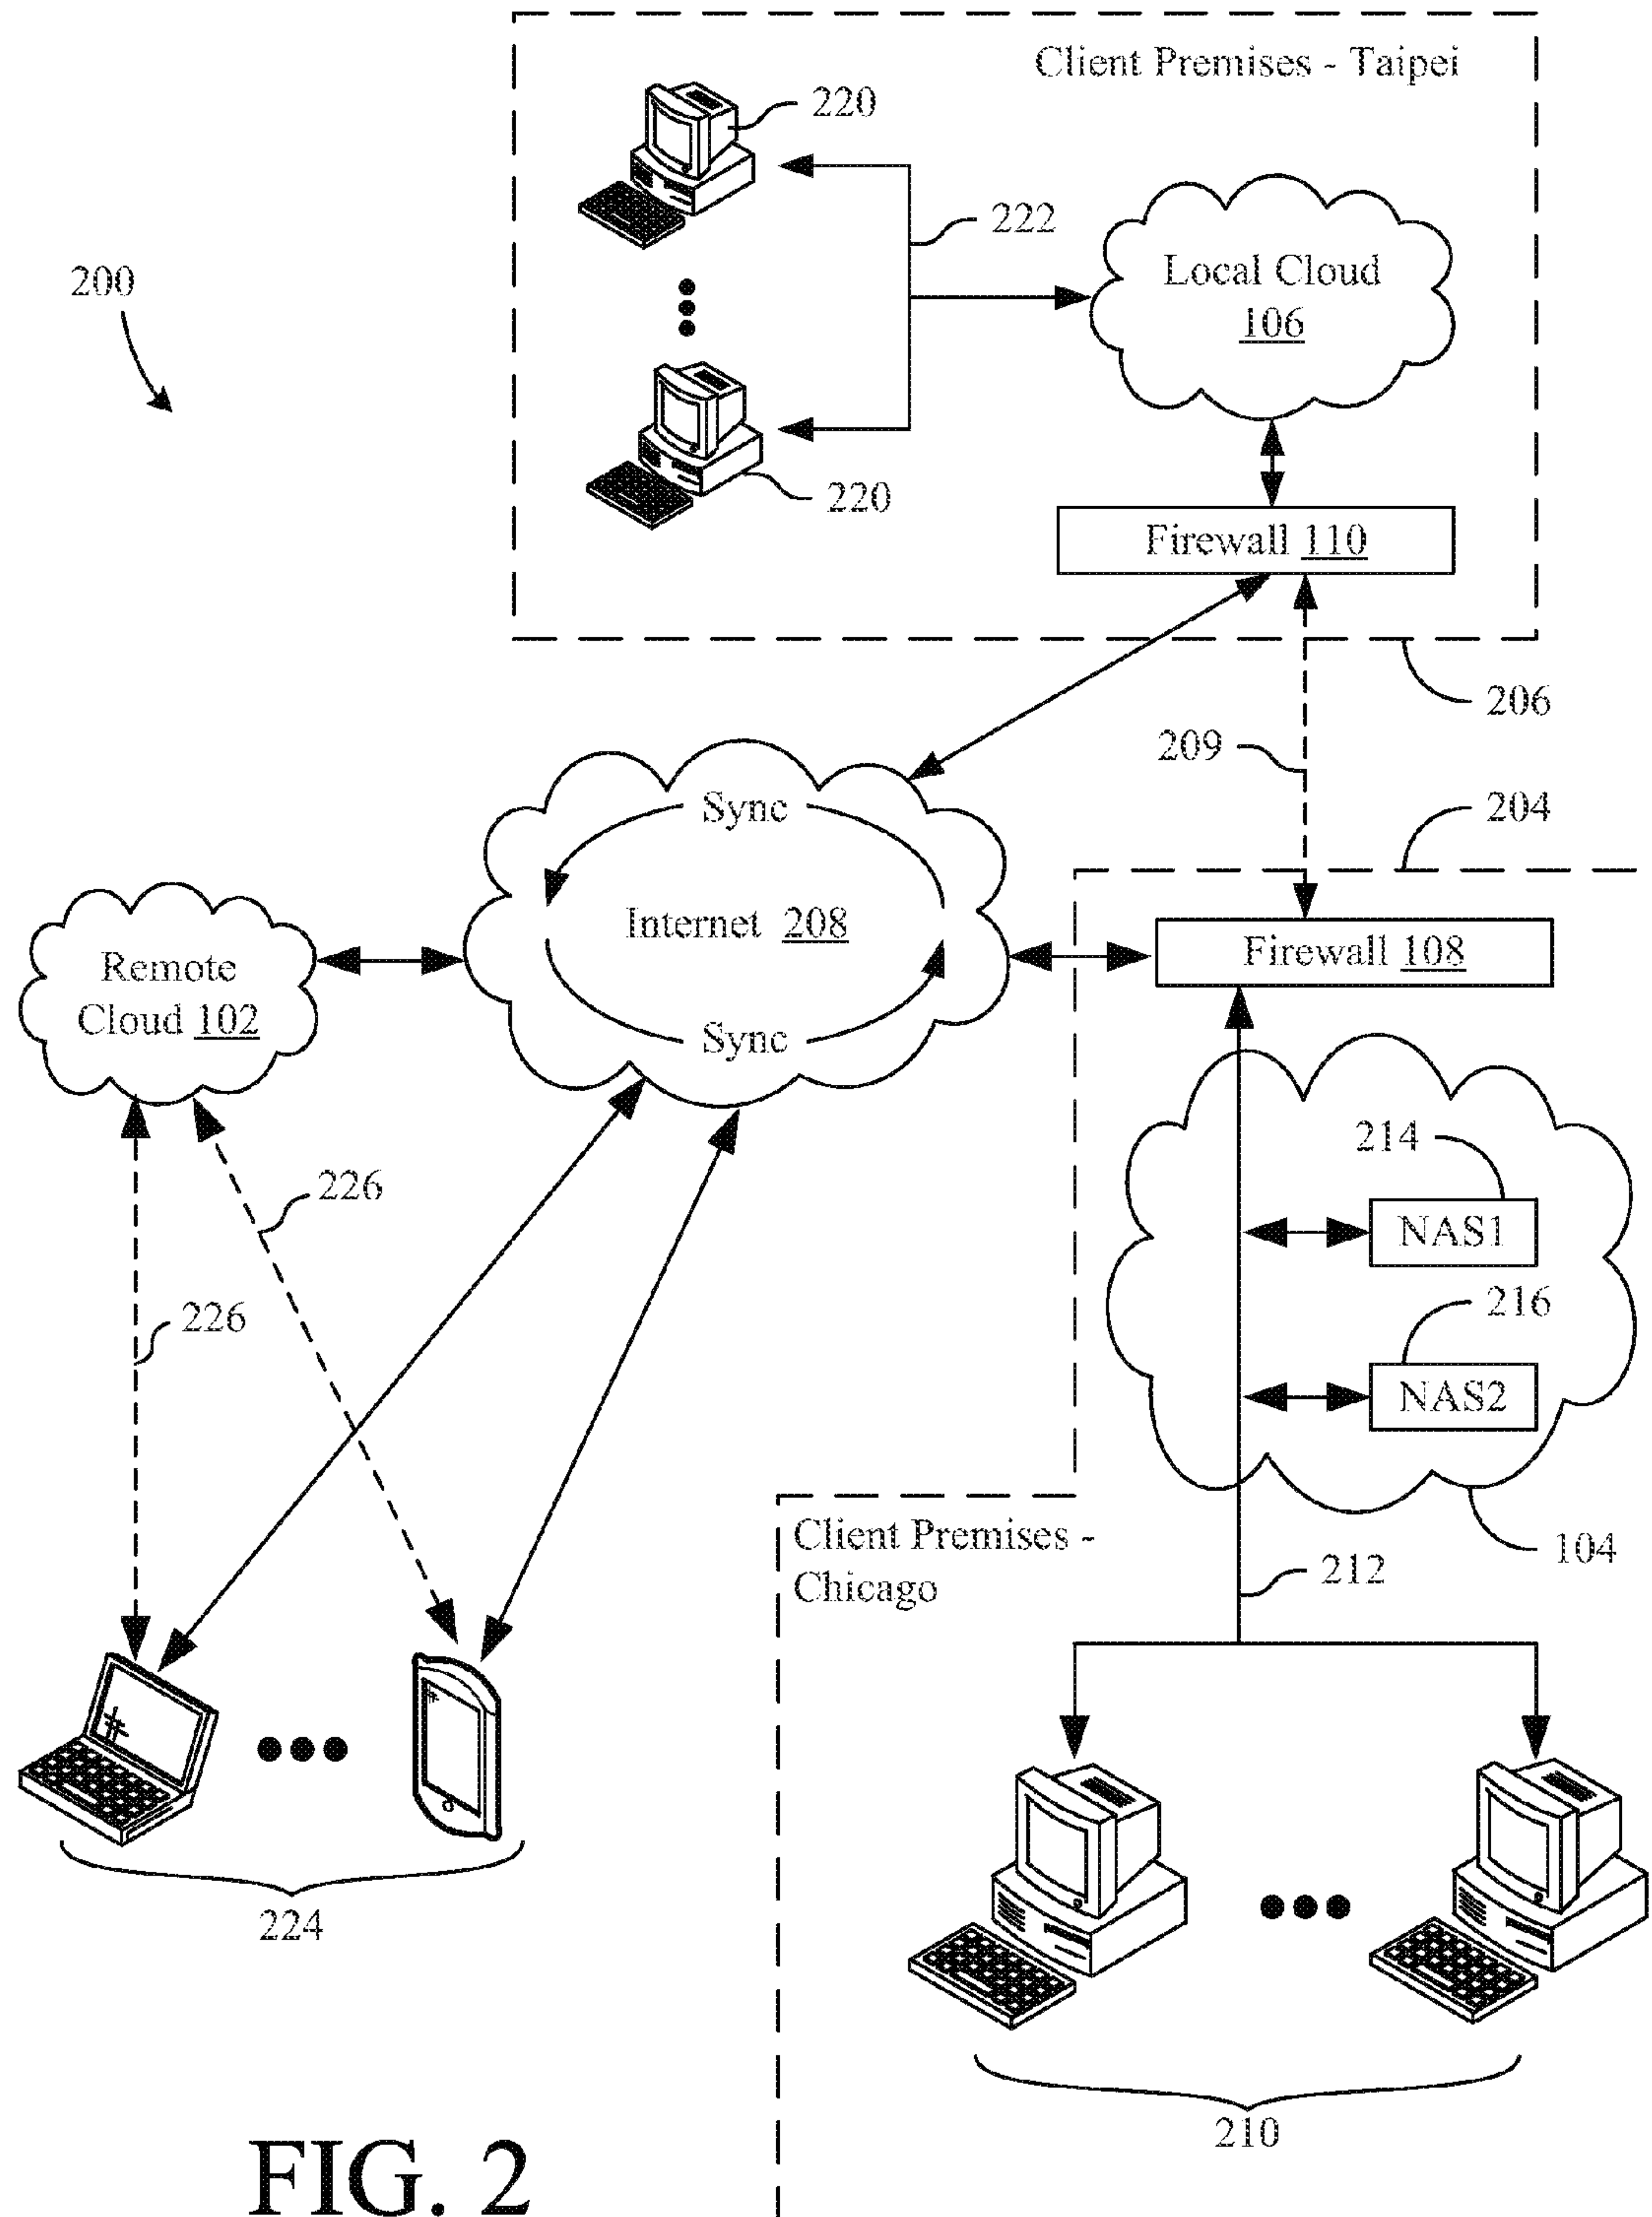 Client Premises - Taipei
220
222
Local Cloud
106
200
220
Firewall 110
206
209
204
Sync
Internet 208
Sync
Remote
Cloud 102
Firewall 108
226
226
214
NAS1
216
NAS2
104
Client Premises -
Chicago
212
224
210
FIG. 2